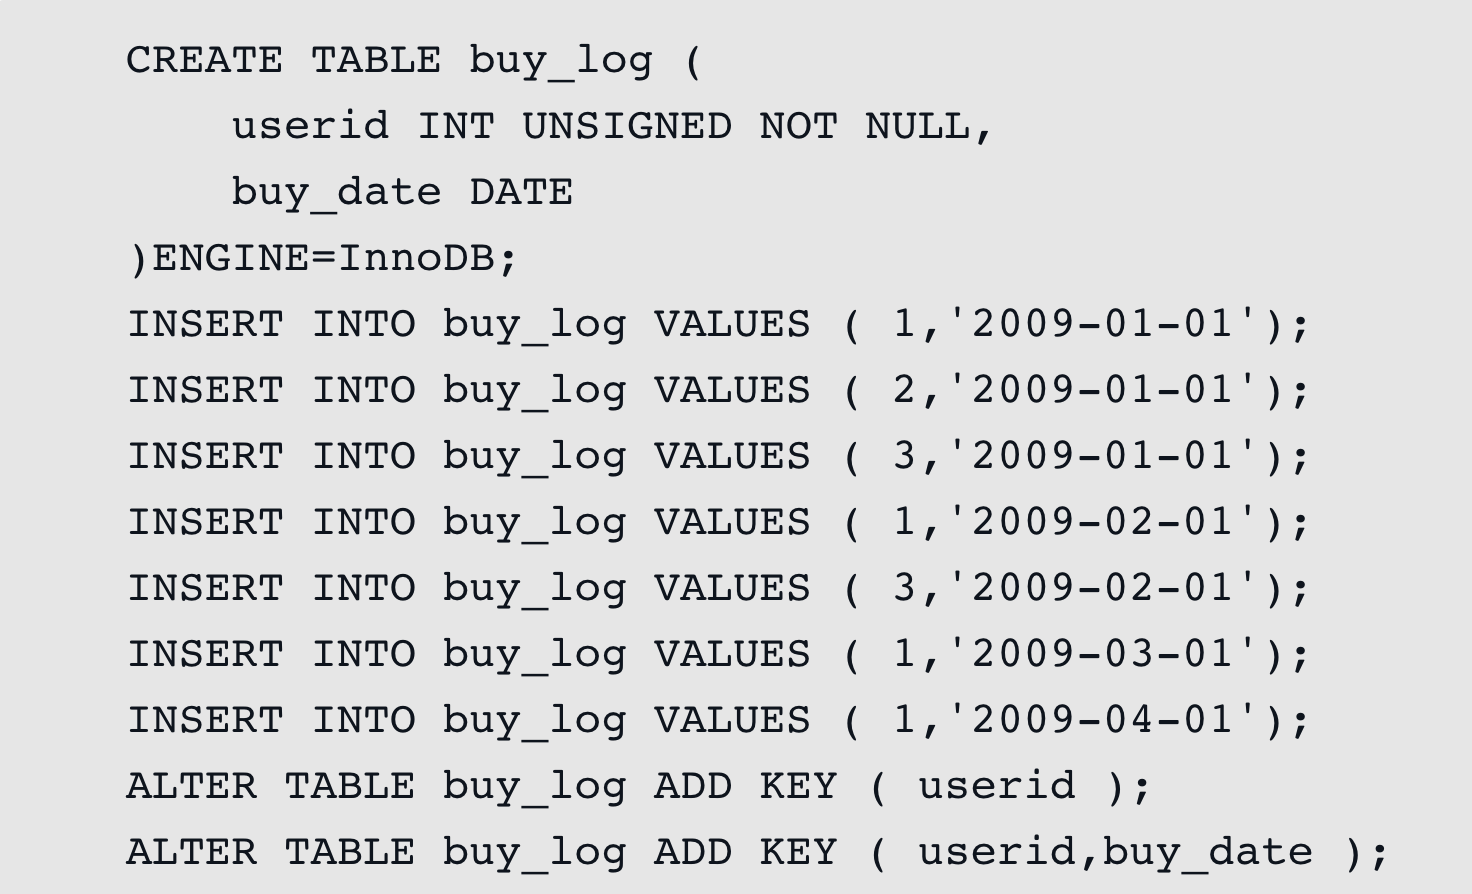 CREATE TABLE buy_log (
    userid INT UNSIGNED NOT NULL,
    buy_date DATE
)ENGINE=InnoDB;
INSERT INTO buy_log VALUES ( 1,'2009-01-01');
INSERT INTO buy_log VALUES ( 2,'2009-01-01');
INSERT INTO buy_log VALUES ( 3,'2009-01-01');
INSERT INTO buy_log VALUES ( 1,'2009-02-01');
INSERT INTO buy_log VALUES ( 3,'2009-02-01');
INSERT INTO buy_log VALUES ( 1,'2009-03-01');
INSERT INTO buy_log VALUES ( 1,'2009-04-01');
ALTER TABLE buy_log ADD KEY ( userid );
ALTER TABLE buy_log ADD KEY ( userid,buy_date );